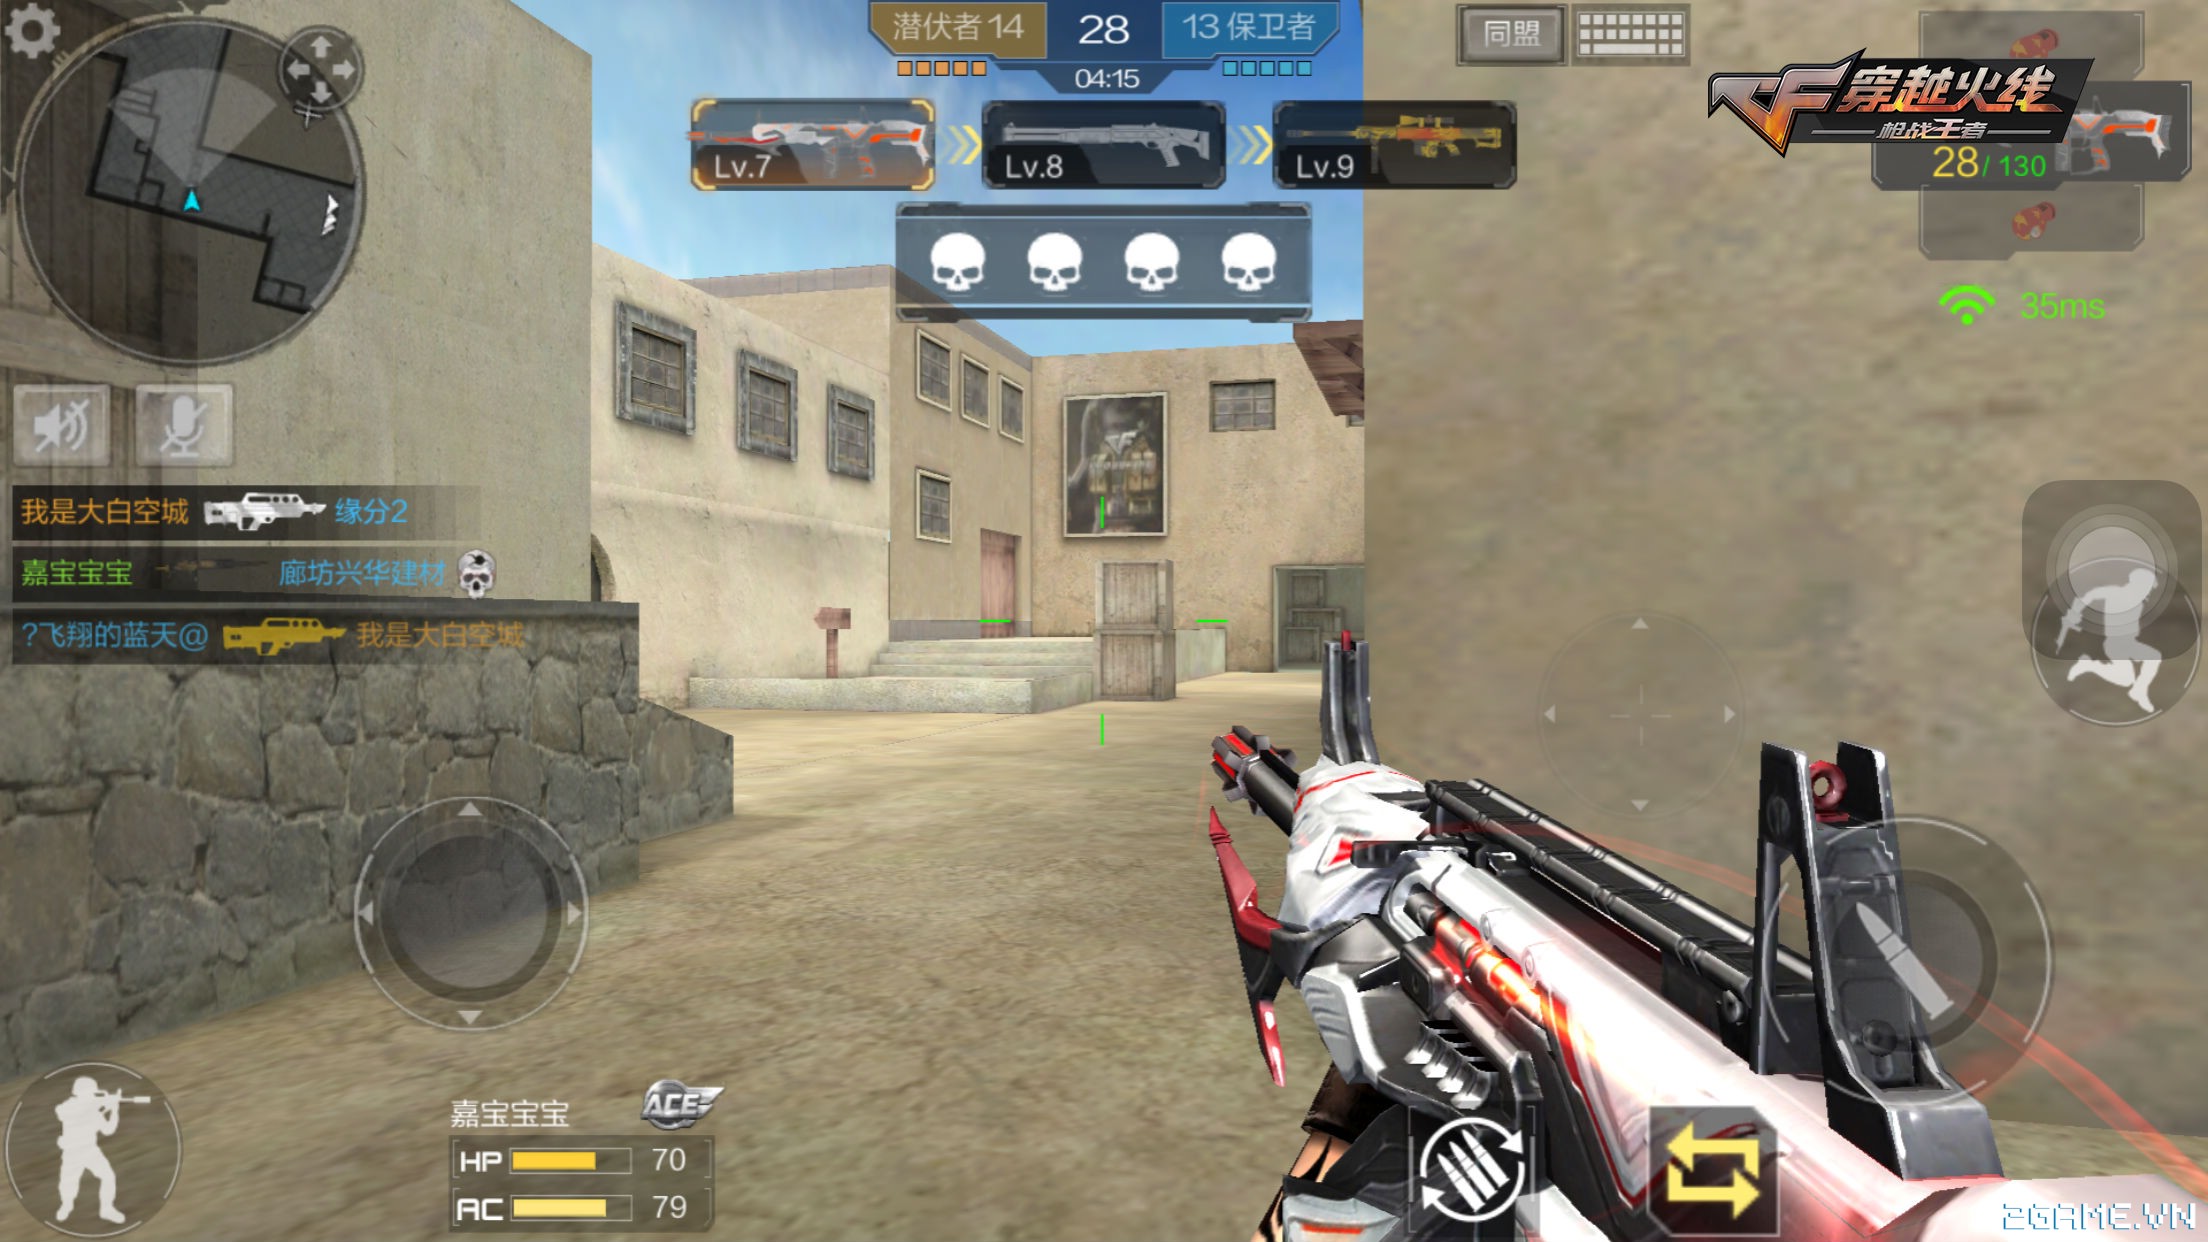 潜伏者 14 28 13 保卫者
04:15
同盟
CF 穿越火线
枪战王者
Lv.7 Lv.8 Lv.9
28/130
35ms
我是大白空城 缘分2
嘉宝宝宝 廊坊兴华建材
?飞翔的蓝天@ 我是大白空城
嘉宝宝宝 ACE
HP 70
AC 79
2GAME.VN